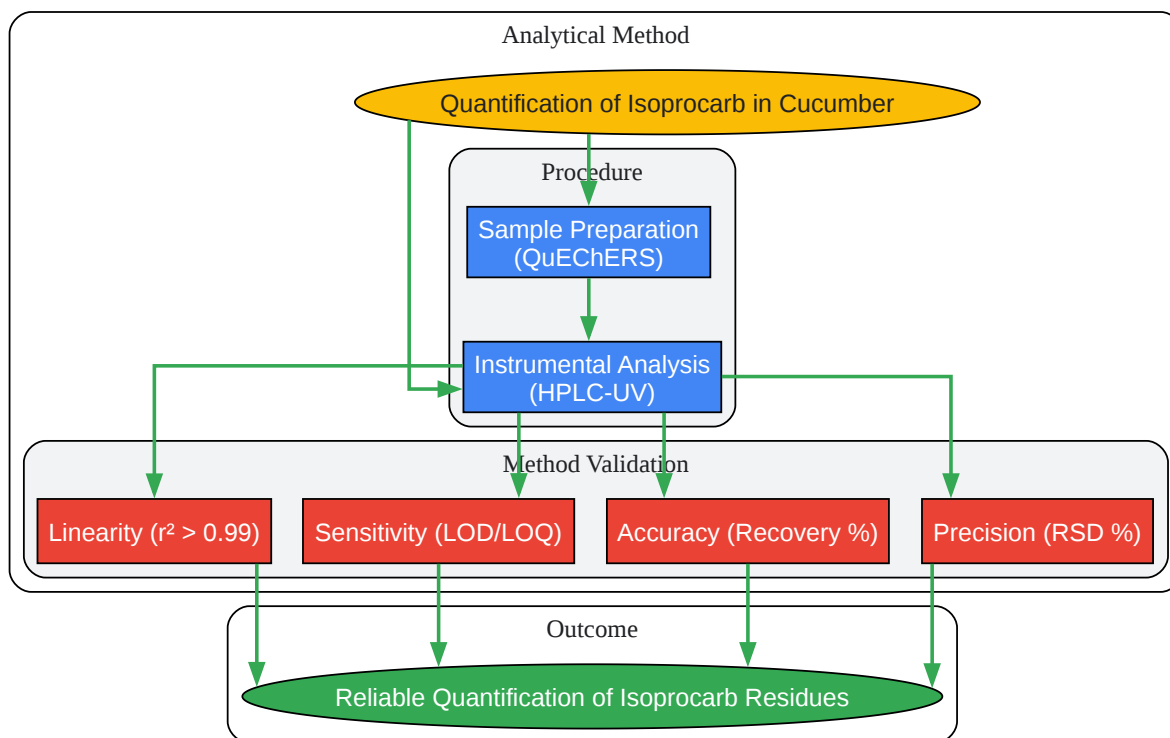 Analytical Method
Quantification of Isoprocarb in Cucumber
Procedure
Sample Preparation
(QuEChERS)
Instrumental Analysis
(HPLC-UV)
Method Validation
Linearity (r² > 0.99)
Sensitivity (LOD/LOQ)
Accuracy (Recovery %)
Precision (RSD %)
Outcome
Reliable Quantification of Isoprocarb Residues